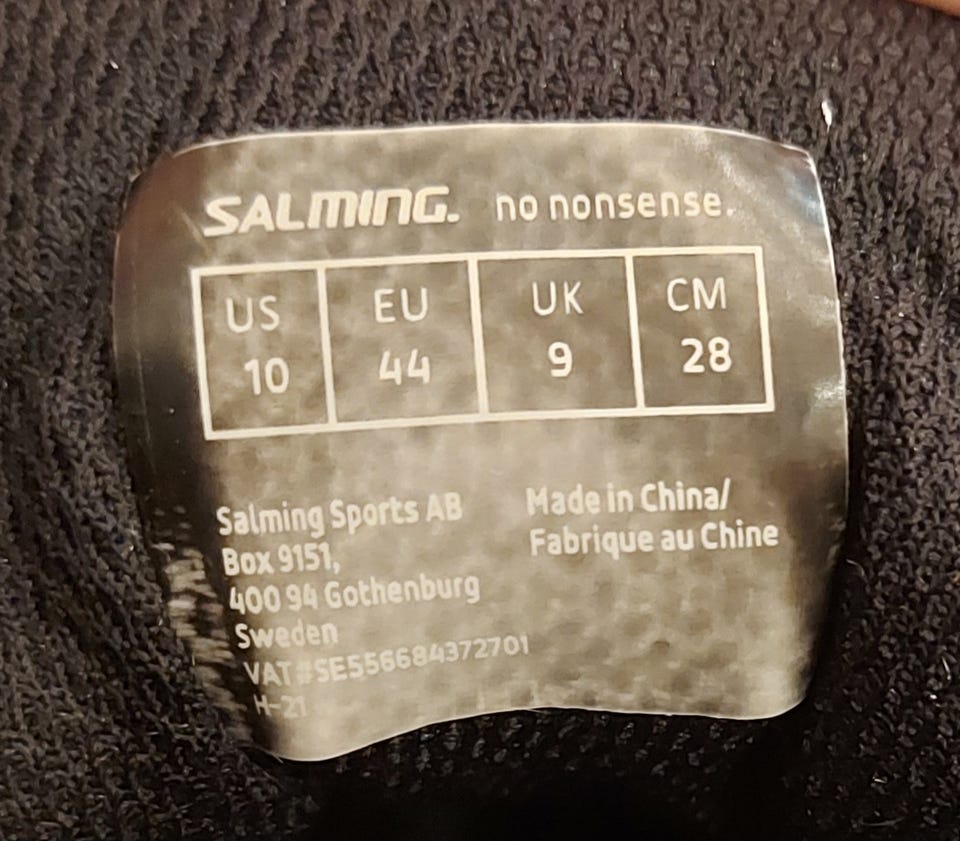 SALMING. no nonsense.
US EU UK CM
10 44 9 28
Salming Sports AB
Box 9151,
400 94 Gothenburg
Sweden
VAT#SE556684372701
H-21
Made in China/
Fabrique au Chine